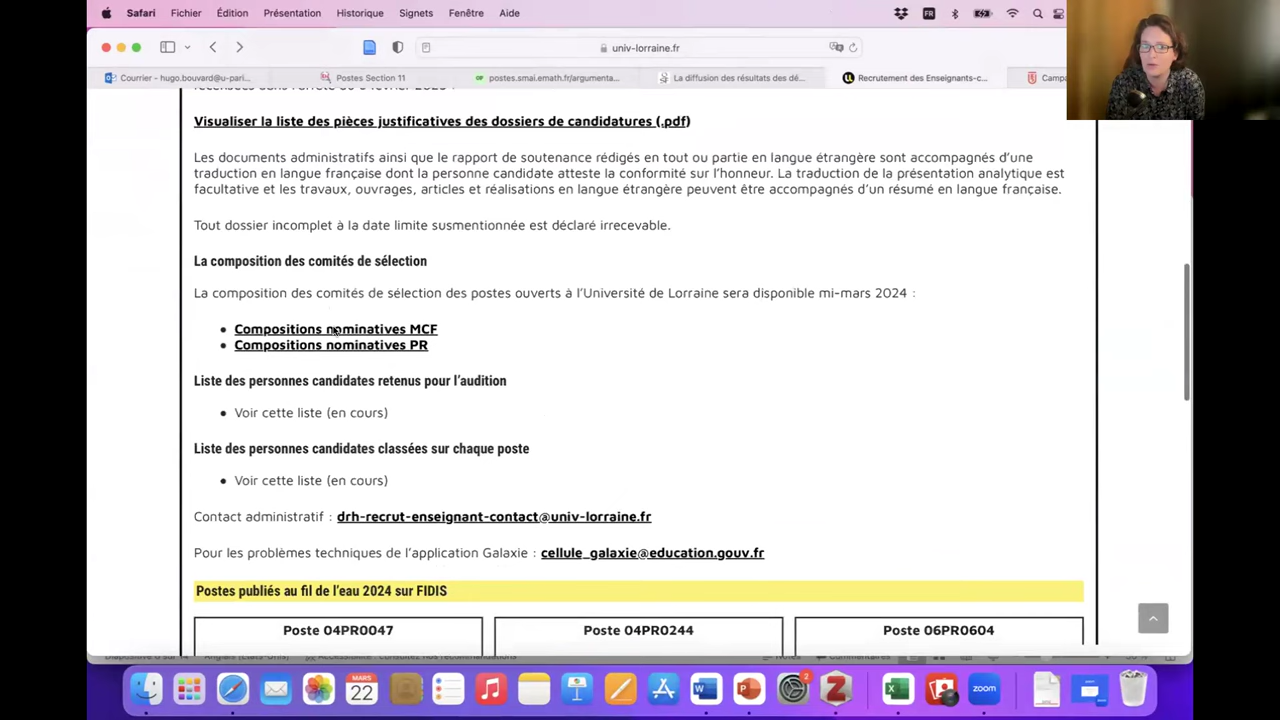 Safari Fichier Édition Présentation Historique Signets Fenêtre Aide
FR
univ-lorraine.fr
Courrier - hugo.bouvard@u-pari... Postes Section 11 postes.smai.emath.fr/argumenta... La diffusion des résultats des dé... Recrutement des Enseignants-c... Camp
Visualiser la liste des pièces justificatives des dossiers de candidatures (.pdf)
Les documents administratifs ainsi que le rapport de soutenance rédigés en tout ou partie en langue étrangère sont accompagnés d’une
traduction en langue française dont la personne candidate atteste la conformité sur l’honneur. La traduction de la présentation analytique est
facultative et les travaux, ouvrages, articles et réalisations en langue étrangère peuvent être accompagnés d’un résumé en langue française.
Tout dossier incomplet à la date limite susmentionnée est déclaré irrecevable.
La composition des comités de sélection
La composition des comités de sélection des postes ouverts à l’Université de Lorraine sera disponible mi-mars 2024 :
• Compositions nominatives MCF
• Compositions nominatives PR
Liste des personnes candidates retenus pour l’audition
• Voir cette liste (en cours)
Liste des personnes candidates classées sur chaque poste
• Voir cette liste (en cours)
Contact administratif : drh-recrut-enseignant-contact@univ-lorraine.fr
Pour les problèmes techniques de l’application Galaxie : cellule_galaxie@education.gouv.fr
Postes publiés au fil de l’eau 2024 sur FIDIS
Poste 04PR0047 Poste 04PR0244 Poste 06PR0604
MARS
22
2
zoom